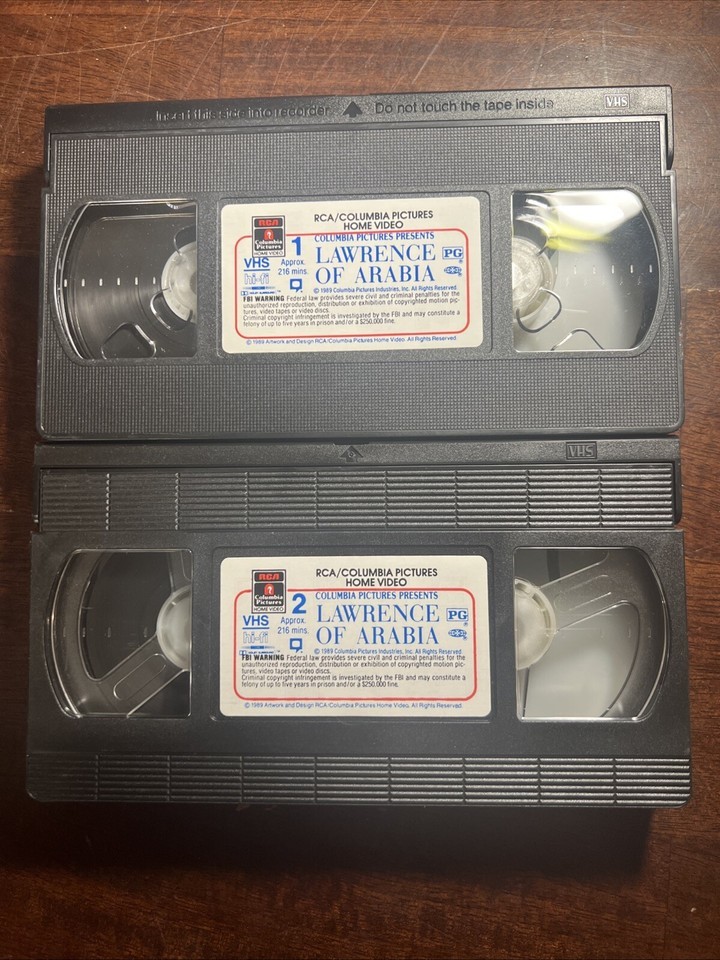 Insert this side into recorder Do not touch the tape inside
VHS
RCA
Columbia
Pictures
HOME VIDEO
RCA/COLUMBIA PICTURES
HOME VIDEO
1
COLUMBIA PICTURES PRESENTS
VHS
Approx.
216 mins.
LAWRENCE
OF ARABIA
PG
hi-fi
© 1989 Columbia Pictures Industries, Inc. All Rights Reserved.
FBI WARNING Federal law provides severe civil and criminal penalties for the
unauthorized reproduction, distribution or exhibition of copyrighted motion pic-
tures, video tapes or video discs.
Criminal copyright infringement is investigated by the FBI and may constitute a
felony of up to five years in prison and/or a $250,000 fine.
© 1989 Artwork and Design RCA/Columbia Pictures Home Video. All Rights Reserved.
VHS
RCA
Columbia
Pictures
HOME VIDEO
RCA/COLUMBIA PICTURES
HOME VIDEO
2
COLUMBIA PICTURES PRESENTS
VHS
Approx.
216 mins.
LAWRENCE
OF ARABIA
PG
hi-fi
© 1989 Columbia Pictures Industries, Inc. All Rights Reserved.
FBI WARNING Federal law provides severe civil and criminal penalties for the
unauthorized reproduction, distribution or exhibition of copyrighted motion pic-
tures, video tapes or video discs.
Criminal copyright infringement is investigated by the FBI and may constitute a
felony of up to five years in prison and/or a $250,000 fine.
© 1989 Artwork and Design RCA/Columbia Pictures Home Video. All Rights Reserved.